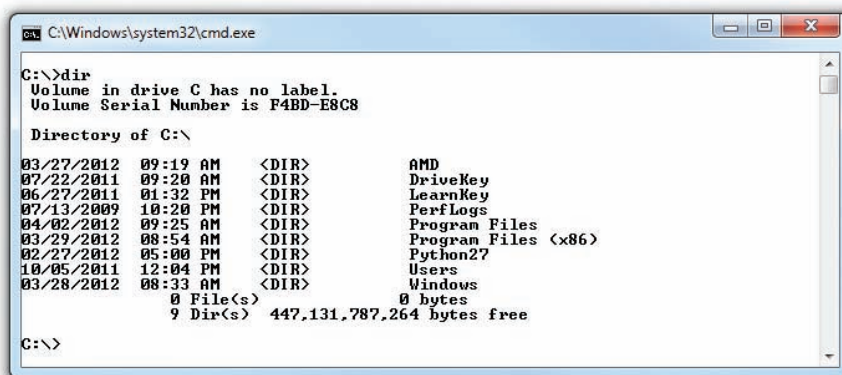 C:\Windows\system32\cmd.exe
C:\>dir
 Volume in drive C has no label.
 Volume Serial Number is F4BD-E8C8

 Directory of C:\

03/27/2012  09:19 AM    <DIR>          AMD
07/22/2011  09:20 AM    <DIR>          DriveKey
06/27/2011  01:32 PM    <DIR>          LearnKey
07/13/2009  10:20 PM    <DIR>          PerfLogs
04/02/2012  09:25 AM    <DIR>          Program Files
03/29/2012  08:54 AM    <DIR>          Program Files (x86)
02/27/2012  05:00 PM    <DIR>          Python27
10/05/2011  12:04 PM    <DIR>          Users
03/28/2012  08:33 AM    <DIR>          Windows
               0 File(s)              0 bytes
               9 Dir(s)  447,131,787,264 bytes free

C:\>